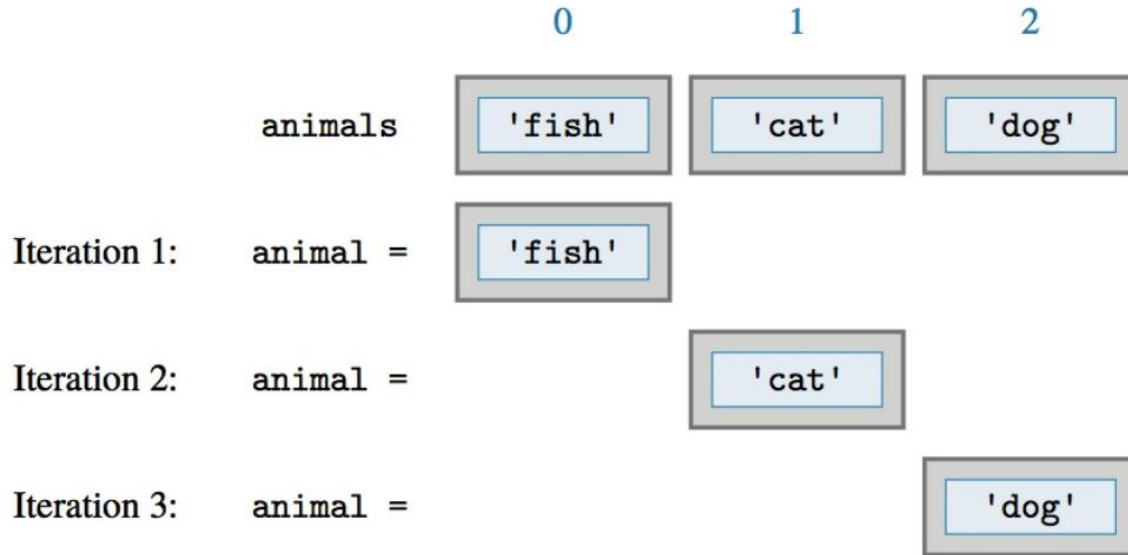 0 1 2
animals 'fish' 'cat' 'dog'
Iteration 1: animal = 'fish'
Iteration 2: animal = 'cat'
Iteration 3: animal = 'dog'